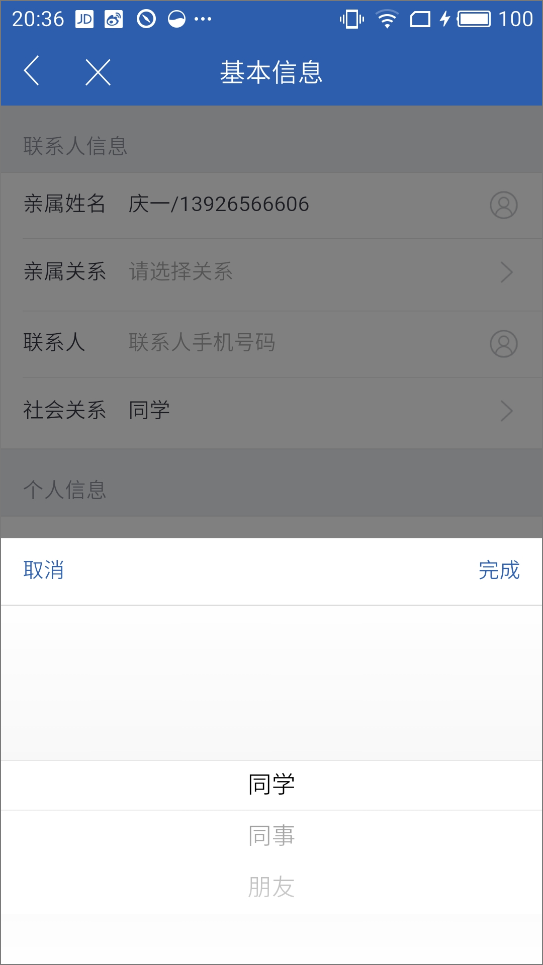 20:36 JD 100
基本信息
联系人信息
亲属姓名 庆一/13926566606
亲属关系 请选择关系
联系人 联系人手机号码
社会关系 同学
个人信息
取消 完成
同学
同事
朋友